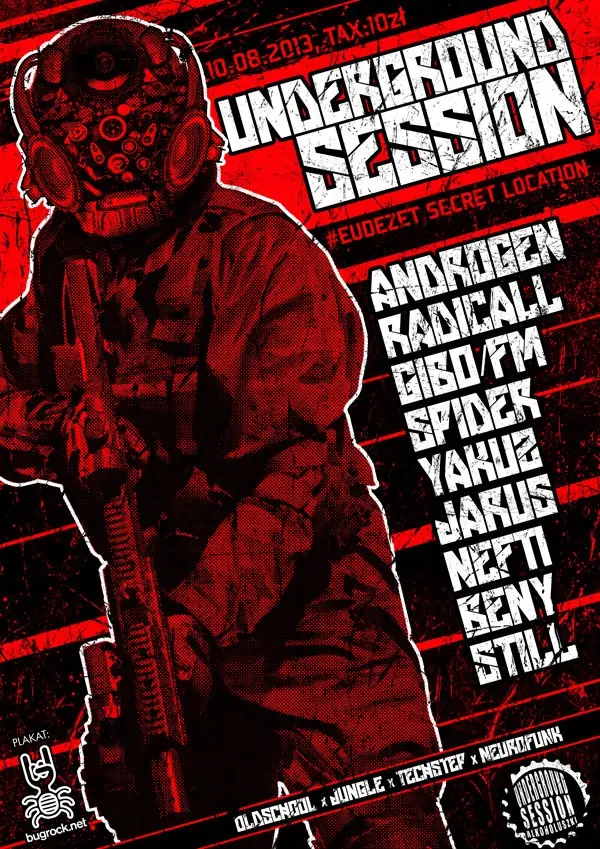 10.08.2013, TAX:10zł
UNDERGROUND
SESSION
#EUDEZET SECRET LOCATION
ANDROGEN
RADICALL
GIBO/FM
SPIDER
YAKUZ
JARUS
NEFTI
BENY
STILL
OLDSCHOOL x JUNGLE x TECHSTEP x NEUROFUNK
PLAKAT:
bugrock.net
UNDERGROUND
SESSION
ALKOHOLUSZNI